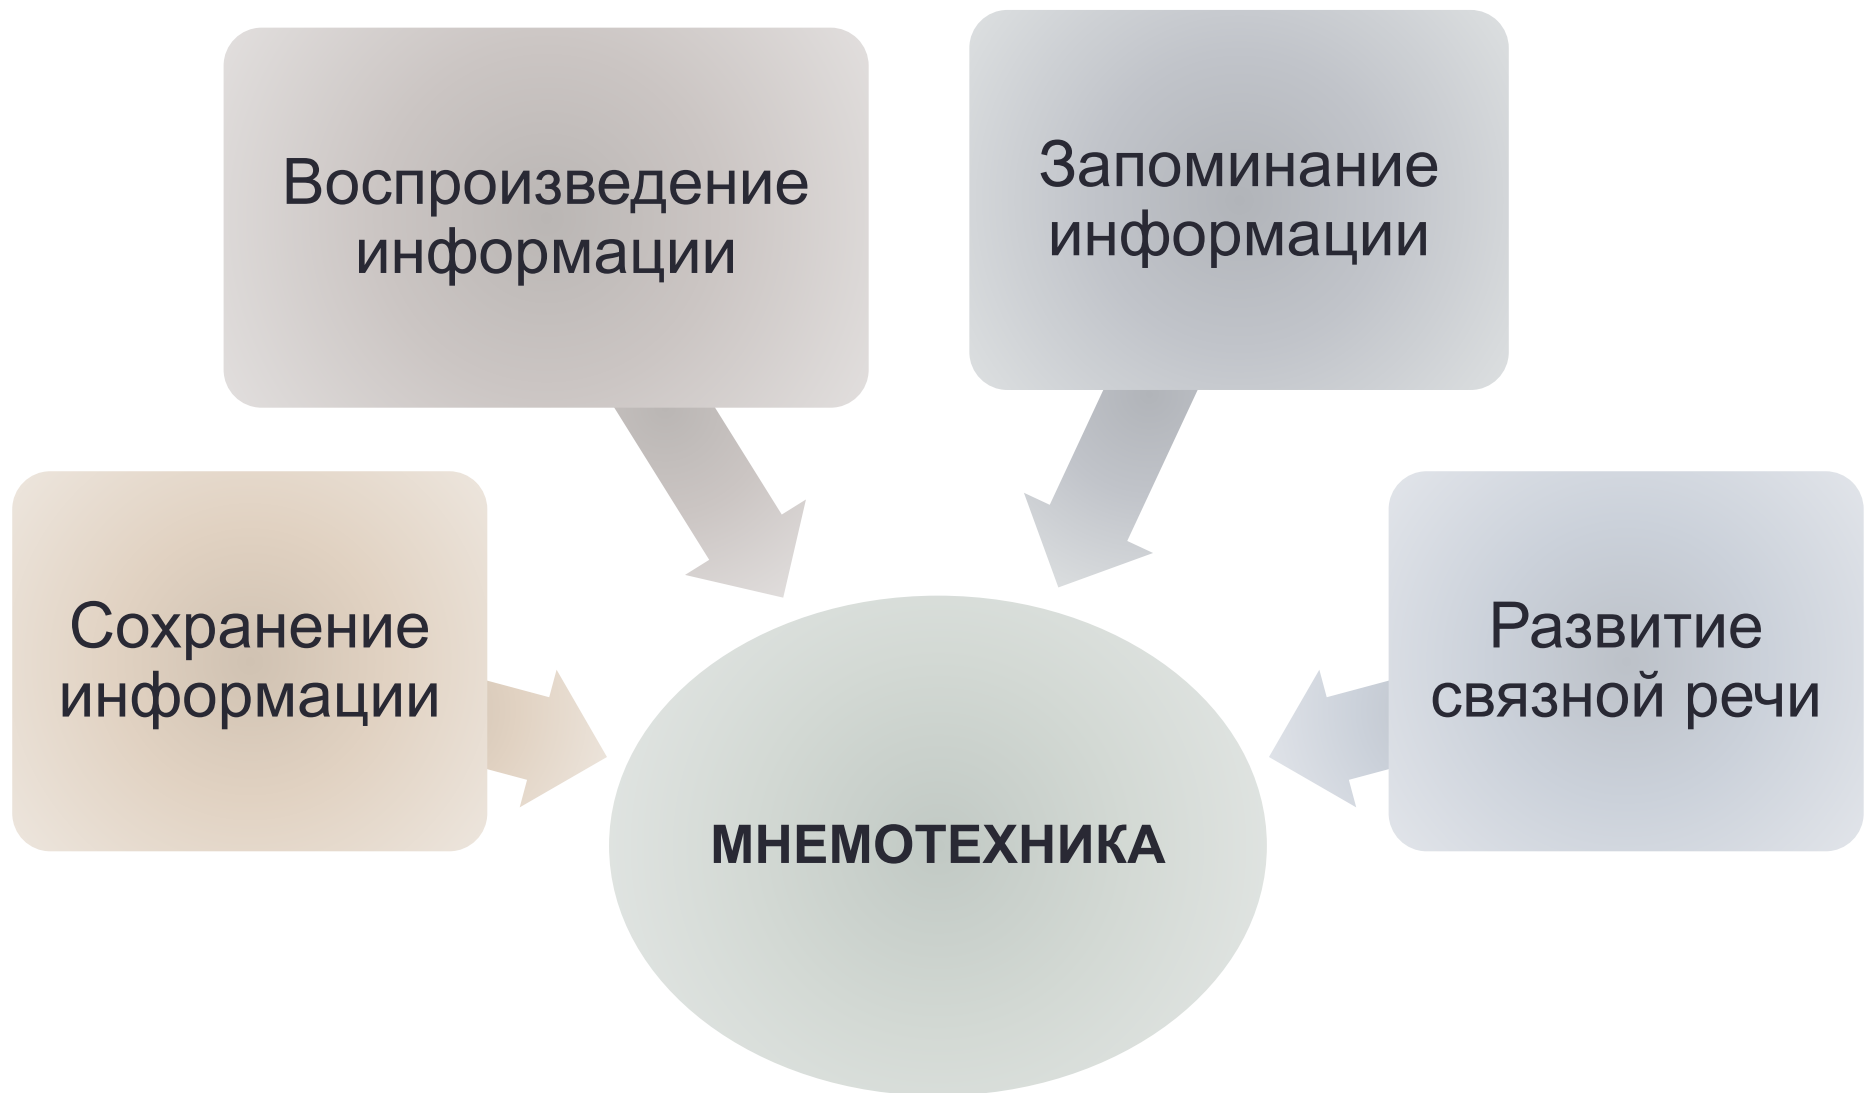 Воспроизведение
информации
Запоминание
информации
Сохранение
информации
Развитие
связной речи
МНЕМОТЕХНИКА